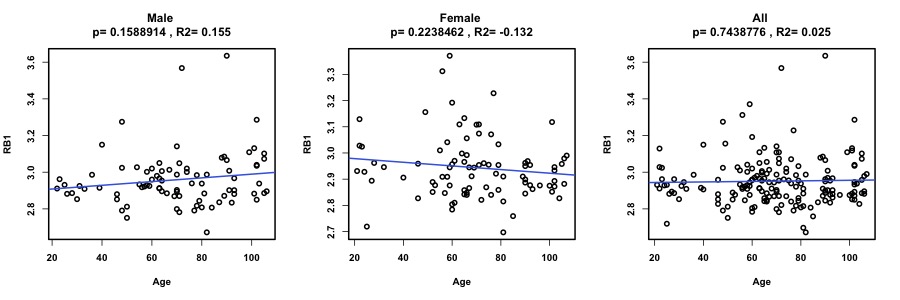 Male
p= 0.1588914 , R2= 0.155
RB1
3.6
3.4
3.2
3.0
2.8
20
40
60
80
100
Age
Female
p= 0.2238462 , R2= -0.132
RB1
3.3
3.2
3.1
3.0
2.9
2.8
2.7
20
40
60
80
100
Age
All
p= 0.7438776 , R2= 0.025
RB1
3.6
3.4
3.2
3.0
2.8
20
40
60
80
100
Age